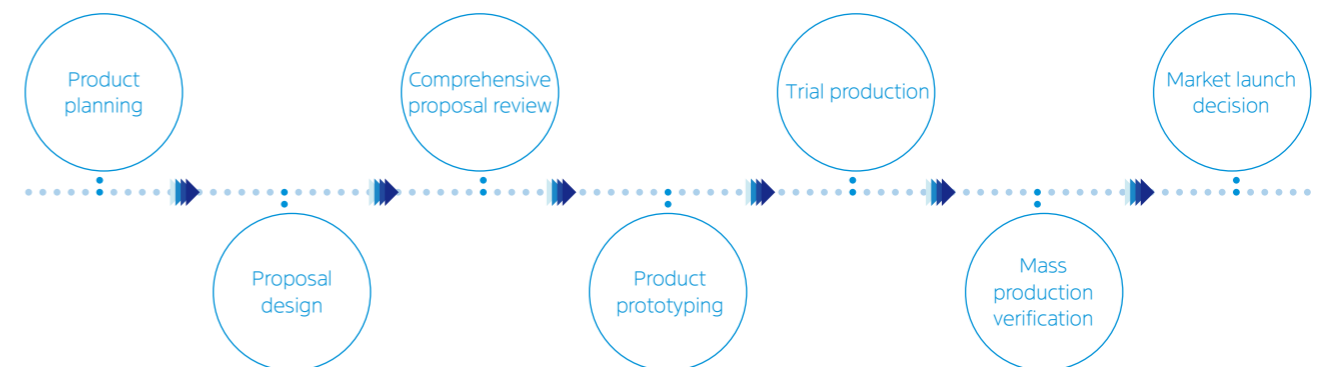 Product
planning
Proposal
design
Comprehensive
proposal review
Product
prototyping
Trial production
Mass
production
verification
Market launch
decision